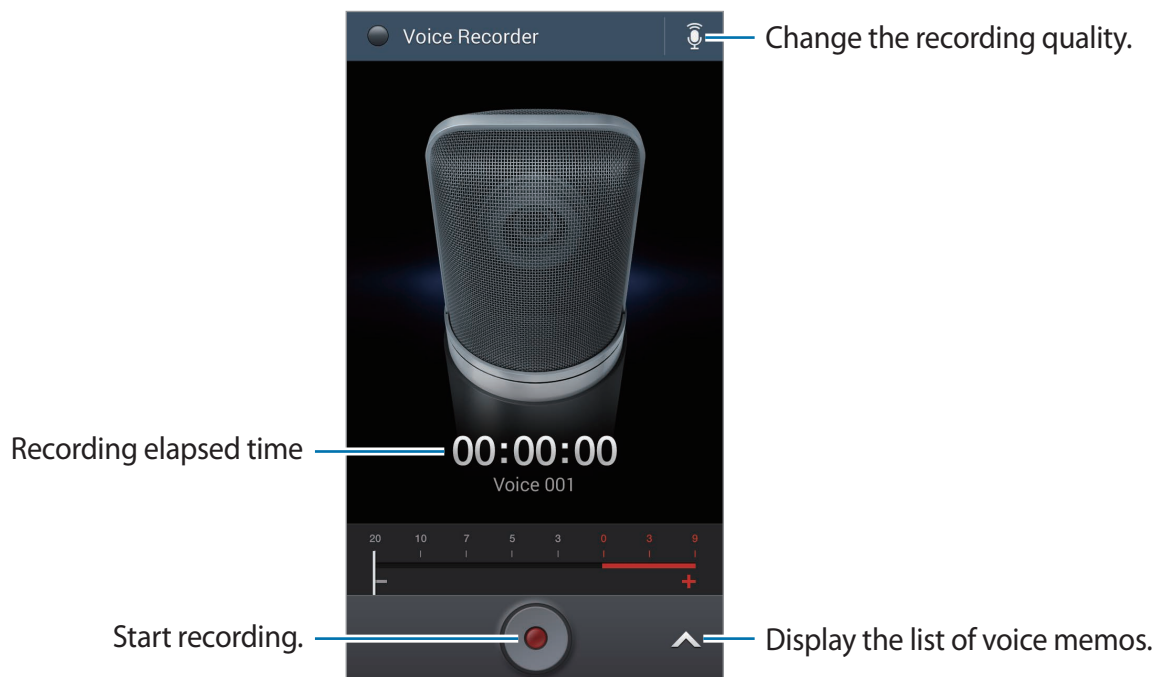 Voice Recorder
Change the recording quality.
Recording elapsed time
00:00:00
Voice 001
20 10 7 5 3 0 3 9
- +
Start recording.
Display the list of voice memos.